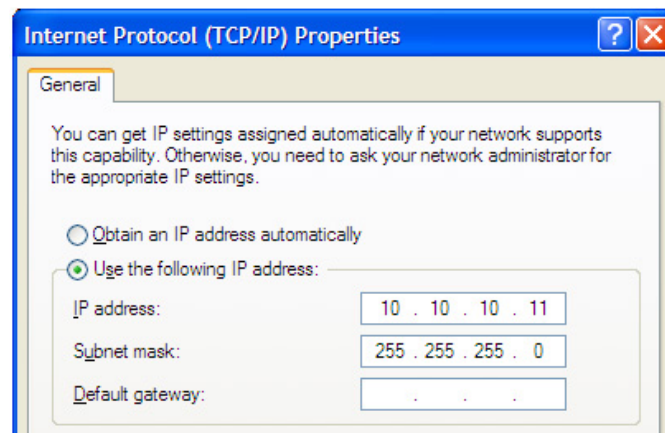 Internet Protocol (TCP/IP) Properties
General
You can get IP settings assigned automatically if your network supports
this capability. Otherwise, you need to ask your network administrator for
the appropriate IP settings.
Obtain an IP address automatically
Use the following IP address:
IP address: 10 . 10 . 10 . 11
Subnet mask: 255 . 255 . 255 . 0
Default gateway: . . .